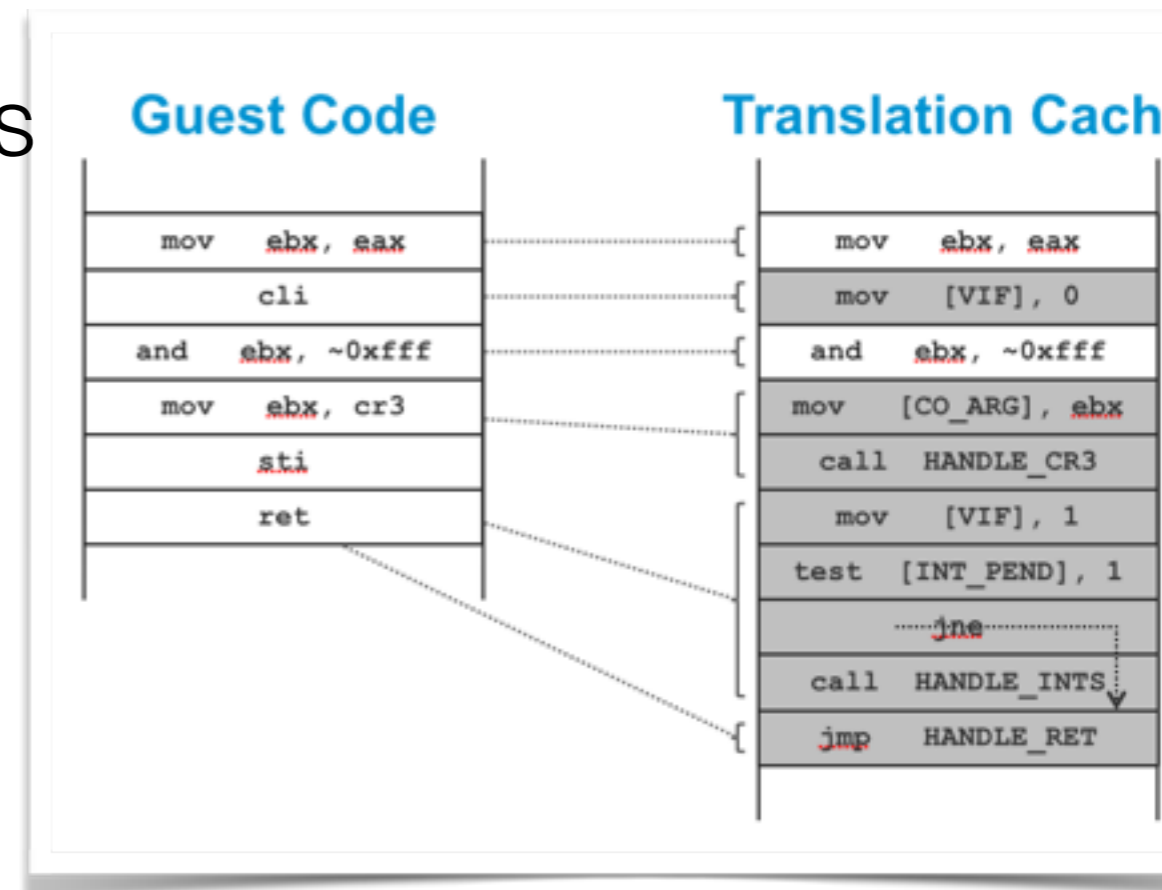 S
Guest Code
mov ebx, eax
cli
and ebx, ~0xfff
mov ebx, cr3
sti
ret
Translation Cach
mov ebx, eax
mov [VIF], 0
and ebx, ~0xfff
mov [CO_ARG], ebx
call HANDLE_CR3
mov [VIF], 1
test [INT_PEND], 1
jne
call HANDLE_INTS
jmp HANDLE_RET